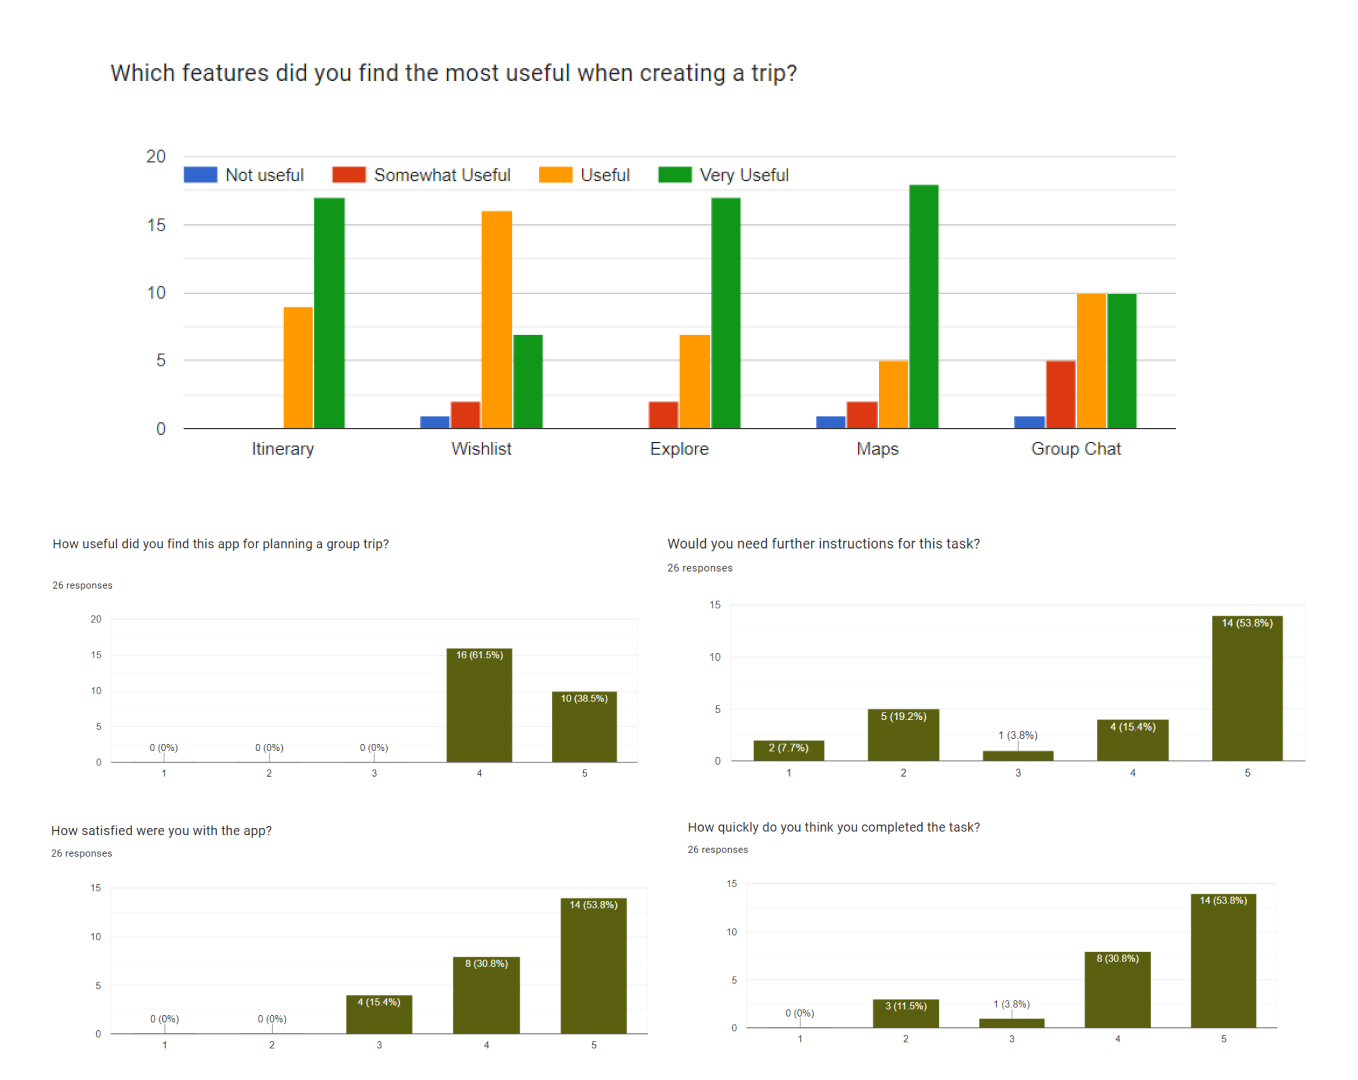 Which features did you find the most useful when creating a trip?
20
Not useful Somewhat Useful Useful Very Useful
15
10
5
0
Itinerary Wishlist Explore Maps Group Chat
How useful did you find this app for planning a group trip?
26 responses
20
15
10
5
0
0 (0%) 0 (0%) 0 (0%) 16 (61.5%) 10 (38.5%)
1 2 3 4 5
Would you need further instructions for this task?
26 responses
15
10
5
0
2 (7.7%) 5 (19.2%) 1 (3.8%) 4 (15.4%) 14 (53.8%)
1 2 3 4 5
How satisfied were you with the app?
26 responses
15
10
5
0
0 (0%) 0 (0%) 4 (15.4%) 8 (30.8%) 14 (53.8%)
1 2 3 4 5
How quickly do you think you completed the task?
26 responses
15
10
5
0
0 (0%) 3 (11.5%) 1 (3.8%) 8 (30.8%) 14 (53.8%)
1 2 3 4 5